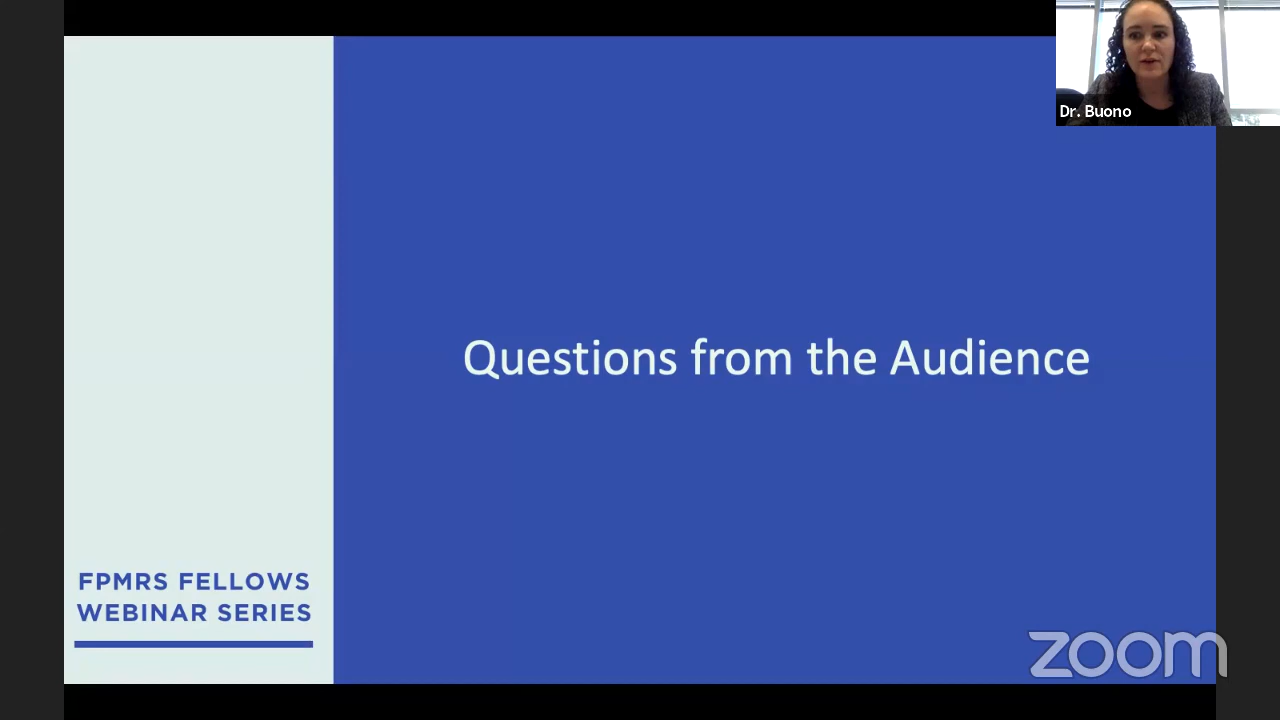 Dr. Buono
Questions from the Audience
FPMRS FELLOWS
WEBINAR SERIES
zoom